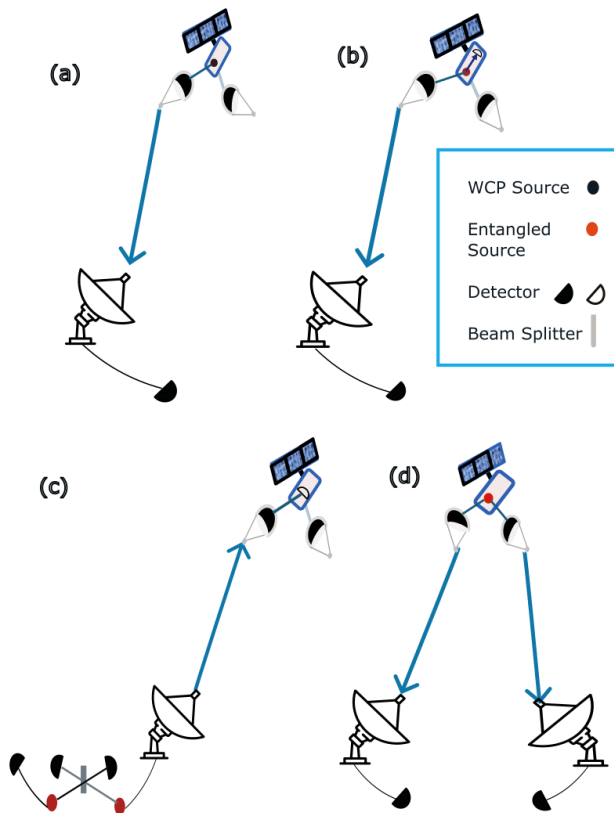 (a)
(b)
WCP Source
Entangled
Source
Detector
Beam Splitter
(c)
(d)